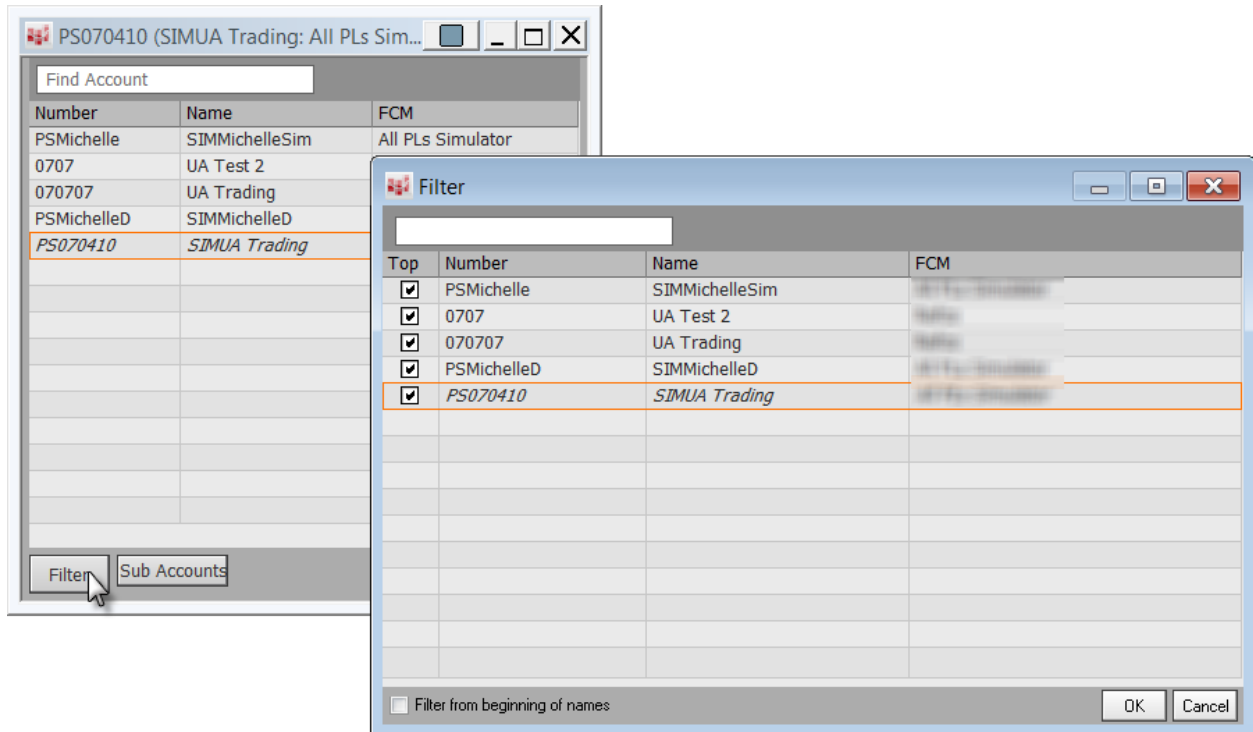 PS070410 (SIMUA Trading: All PLs Sim...
Find Account
Number Name FCM
PSMichelle SIMMichelleSim All PLs Simulator
0707 UA Test 2
070707 UA Trading
PSMichelleD SIMMichelleD
PS070410 SIMUA Trading
Filter Sub Accounts
Filter
Top Number Name FCM
PSMichelle SIMMichelleSim
0707 UA Test 2
070707 UA Trading
PSMichelleD SIMMichelleD
PS070410 SIMUA Trading
Filter from beginning of names OK Cancel